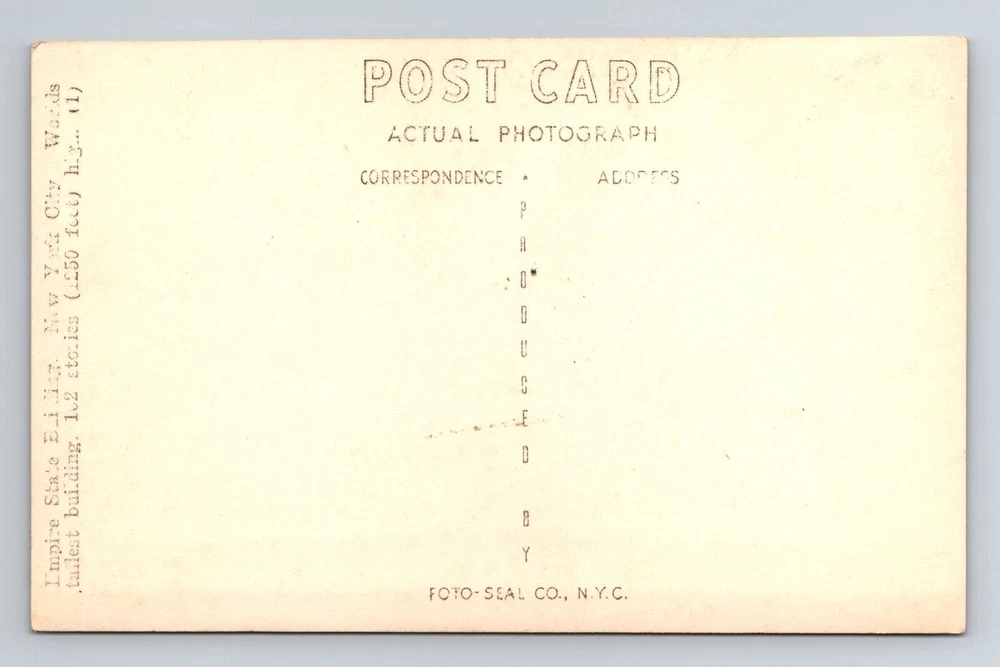 POST CARD
ACTUAL PHOTOGRAPH
CORRESPONDENCE · ADDRESS
PRODUCED BY
FOTO-SEAL CO., N.Y.C.
Empire State Building. New York City Worlds
tallest building. 102 stories (1250 feet) high. (1)